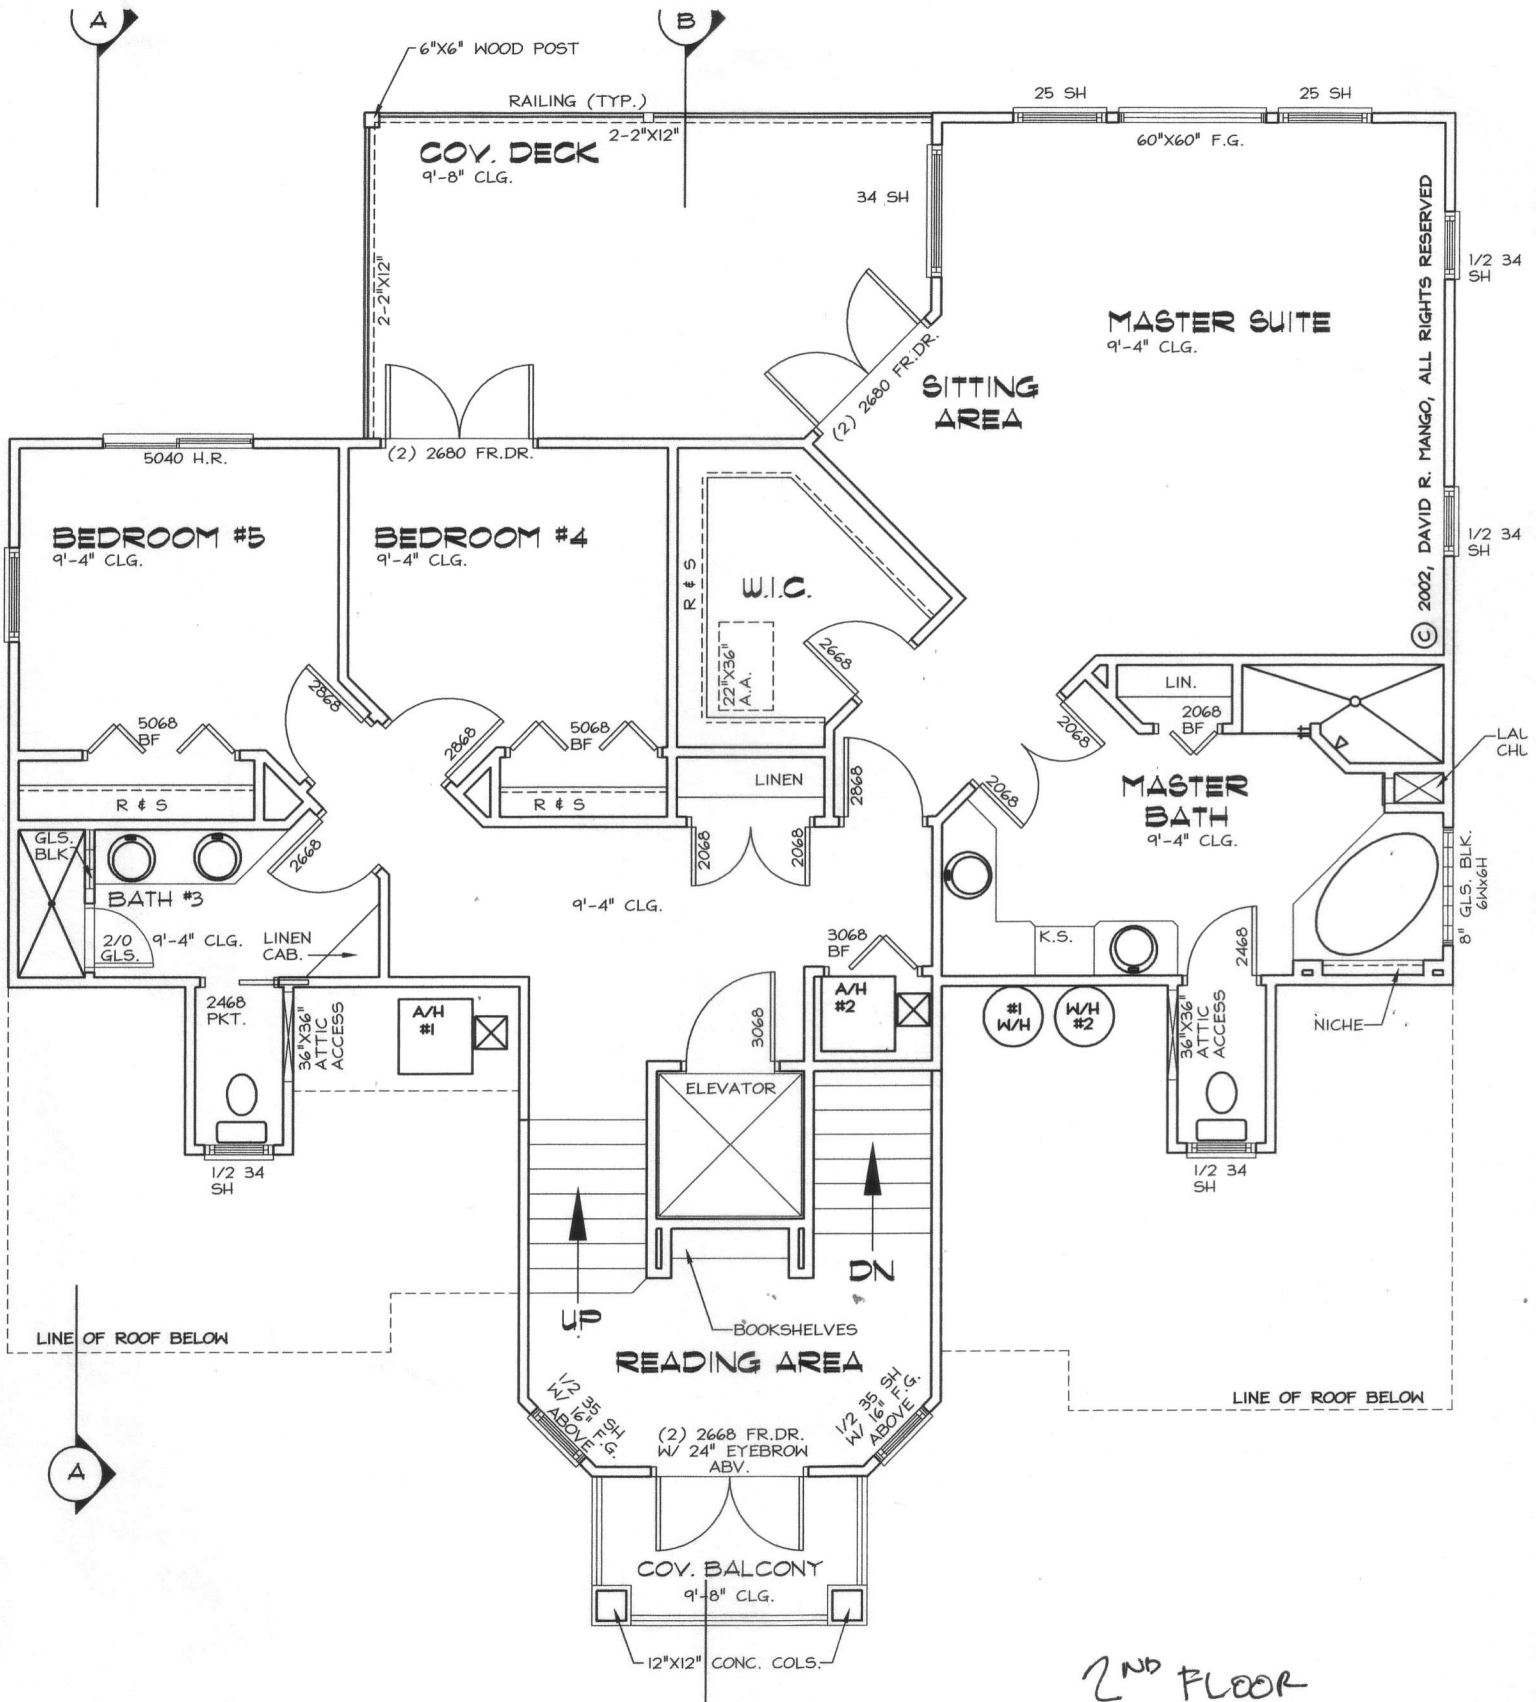 A
B
6"X6" WOOD POST
RAILING (TYP.)
2-2"X12"
25 SH
25 SH
60"X60" F.G.
COV. DECK
9'-8" CLG.
34 SH
2-2"X12"
1/2 34
SH
MASTER SUITE
9'-4" CLG.
© 2002, DAVID R. MANGO, ALL RIGHTS RESERVED
SITTING
AREA
(2) 2680 FR.DR.
(2) 2680 FR.DR.
5040 H.R.
BEDROOM #5
9'-4" CLG.
BEDROOM #4
9'-4" CLG.
1/2 34
SH
R & S
W.I.C.
22"X36"
A.A.
2668
2868
2868
5068
BF
5068
BF
LIN.
2068
BF
2068
2068
LAU
CHU
R & S
R & S
LINEN
2868
MASTER
BATH
9'-4" CLG.
GLS.
BLK.
2668
2068
2068
8" GLS. BLK.
6WX6H
BATH #3
9'-4" CLG.
2/0
GLS.
LINEN
CAB.
9'-4" CLG.
3068
BF
K.S.
2468
2468
PKT.
36"X36"
ATTIC
ACCESS
A/H
#1
3068
A/H
#2
#1
W/H
W/H
#2
36"X36"
ATTIC
ACCESS
NICHE
ELEVATOR
1/2 34
SH
1/2 34
SH
UP
DN
BOOKSHELVES
READING AREA
LINE OF ROOF BELOW
LINE OF ROOF BELOW
1/2 35 SH
W/ 16" F.G.
ABOVE
1/2 35 SH
W/ 16" F.G.
ABOVE
(2) 2668 FR.DR.
W/ 24" EYEBROW
ABV.
A
COV. BALCONY
9'-8" CLG.
12"X12" CONC. COLS.
2ND FLOOR